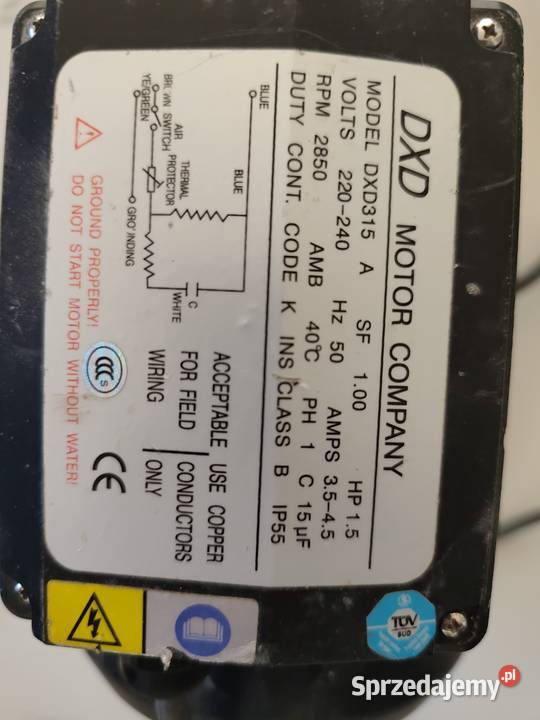 DXD MOTOR COMPANY
MODEL DXD315 A SF 1.00 HP 1.5
VOLTS 220-240 Hz 50 AMPS 3.5-4.5
RPM 2850 AMB 40℃ PH 1 C 15µF
DUTY CONT. CODE K INS CLASS B IP55
BLUE
BLUE
AIR
BROWN SWITCH
YE/GREEN
THERMAL
PROTECTOR
C
WHITE
GRO INDING
ACCEPTABLE
FOR FIELD
WIRING
USE COPPER
CONDUCTORS
ONLY
GROUND PROPERLY!
DO NOT START MOTOR WITHOUT WATER!
CCC S
CE
TÜV
SÜD
Sprzedajemy.pl